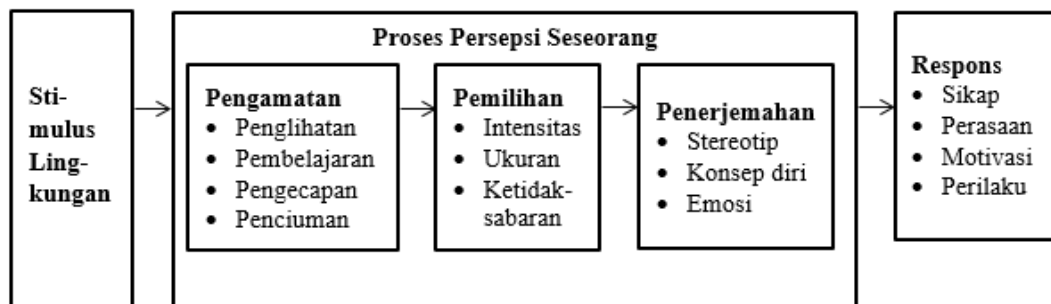 Sti-
mulus
Ling-
kungan
Proses Persepsi Seseorang
Pengamatan
• Penglihatan
• Pembelajaran
• Pengecapan
• Penciuman
Pemilihan
• Intensitas
• Ukuran
• Ketidak-
sabaran
Penerjemahan
• Stereotip
• Konsep diri
• Emosi
Respons
• Sikap
• Perasaan
• Motivasi
• Perilaku